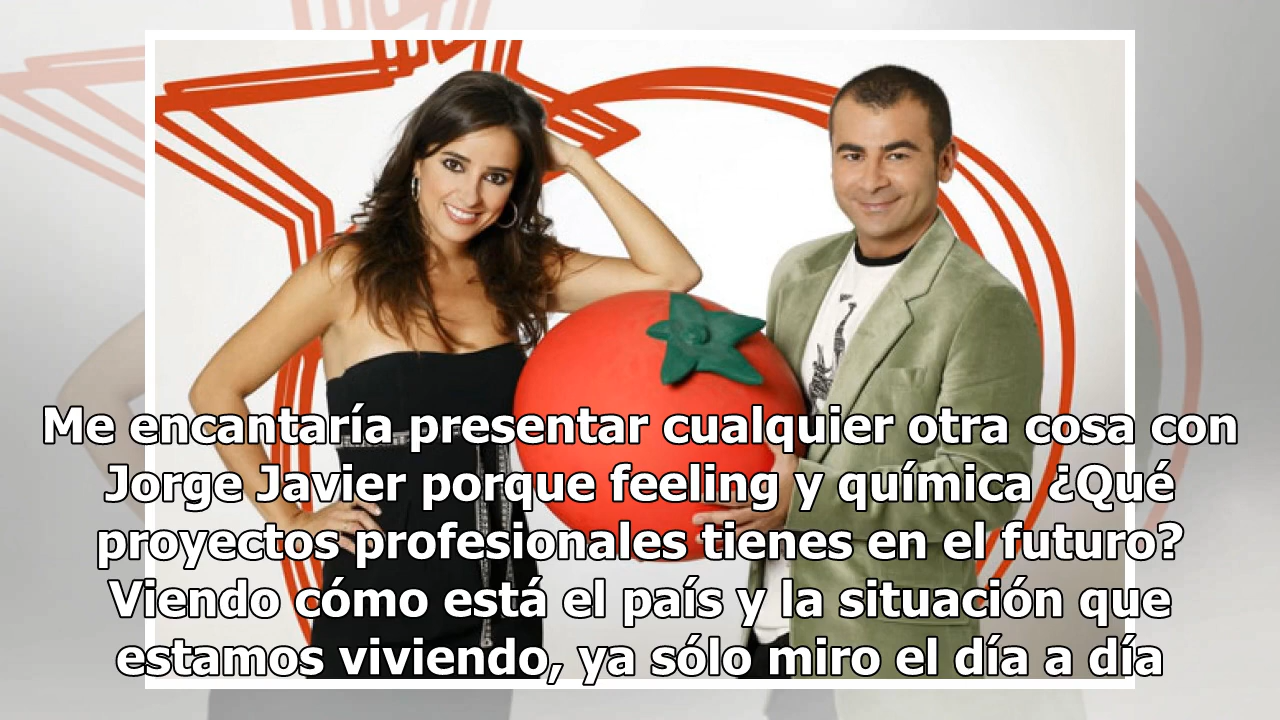 Me encantaría presentar cualquier otra cosa con
Jorge Javier porque feeling y química ¿Qué
proyectos profesionales tienes en el futuro?
Viendo cómo está el país y la situación que
estamos viviendo, ya sólo miro el día a día